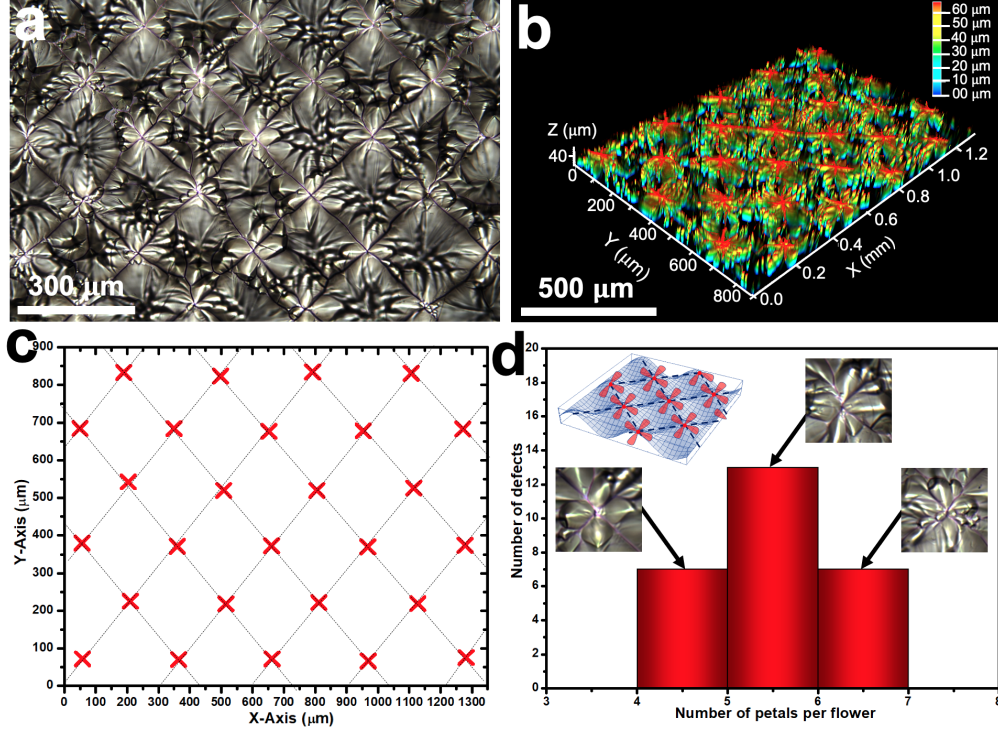 a
300 μm
b
60 μm
50 μm
40 μm
30 μm
20 μm
10 μm
00 μm
Z (μm)
40
0
200
400
600
800
Y (μm)
0.0
0.2
0.4
0.6
0.8
1.0
1.2
X (mm)
500 μm
c
900
800
700
600
500
400
300
200
100
0
Y-Axis (μm)
0 100 200 300 400 500 600 700 800 900 1000 1100 1200 1300
X-Axis (μm)
d
20
18
16
14
12
10
8
6
4
2
0
Number of defects
3 4 5 6 7 8
Number of petals per flower